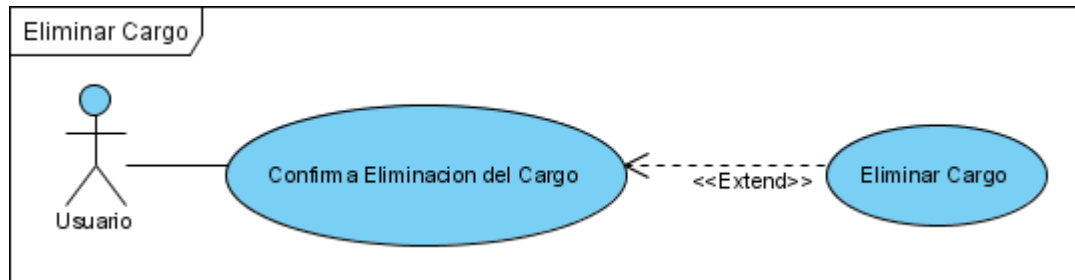 Eliminar Cargo
Confirma Eliminacion del Cargo
<<Extend>>
Eliminar Cargo
Usuario